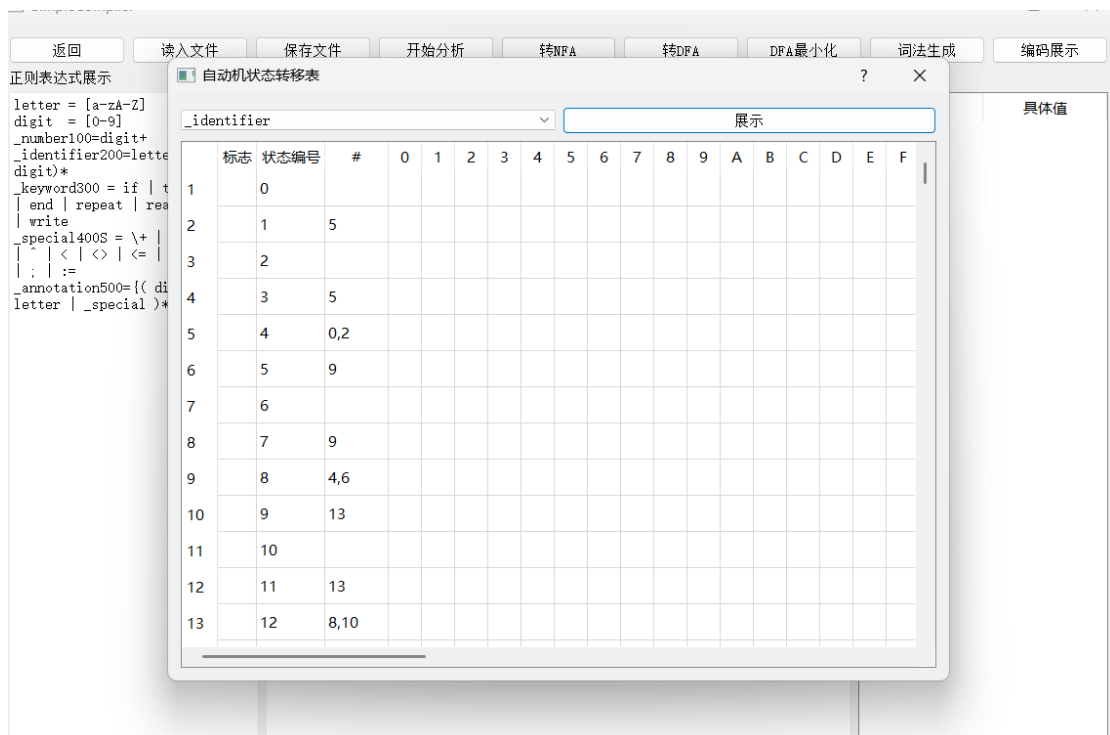 返回 读入文件 保存文件 开始分析 转NFA 转DFA DFA最小化 词法生成 编码展示
正则表达式展示
letter = [a-zA-Z]
digit = [0-9]
_number100=digit+
_identifier200=lette
digit)*
_keyword300 = if | t
| end | repeat | rea
| write
_special400S = \+ |
| ^ | < | <> | <= |
| ; | :=
_annotation500={( di
letter | _special )*
自动机状态转移表 ?
_identifier 展示
标志 状态编号 # 0 1 2 3 4 5 6 7 8 9 A B C D E F
1 0
2 1 5
3 2
4 3 5
5 4 0,2
6 5 9
7 6
8 7 9
9 8 4,6
10 9 13
11 10
12 11 13
13 12 8,10
具体值